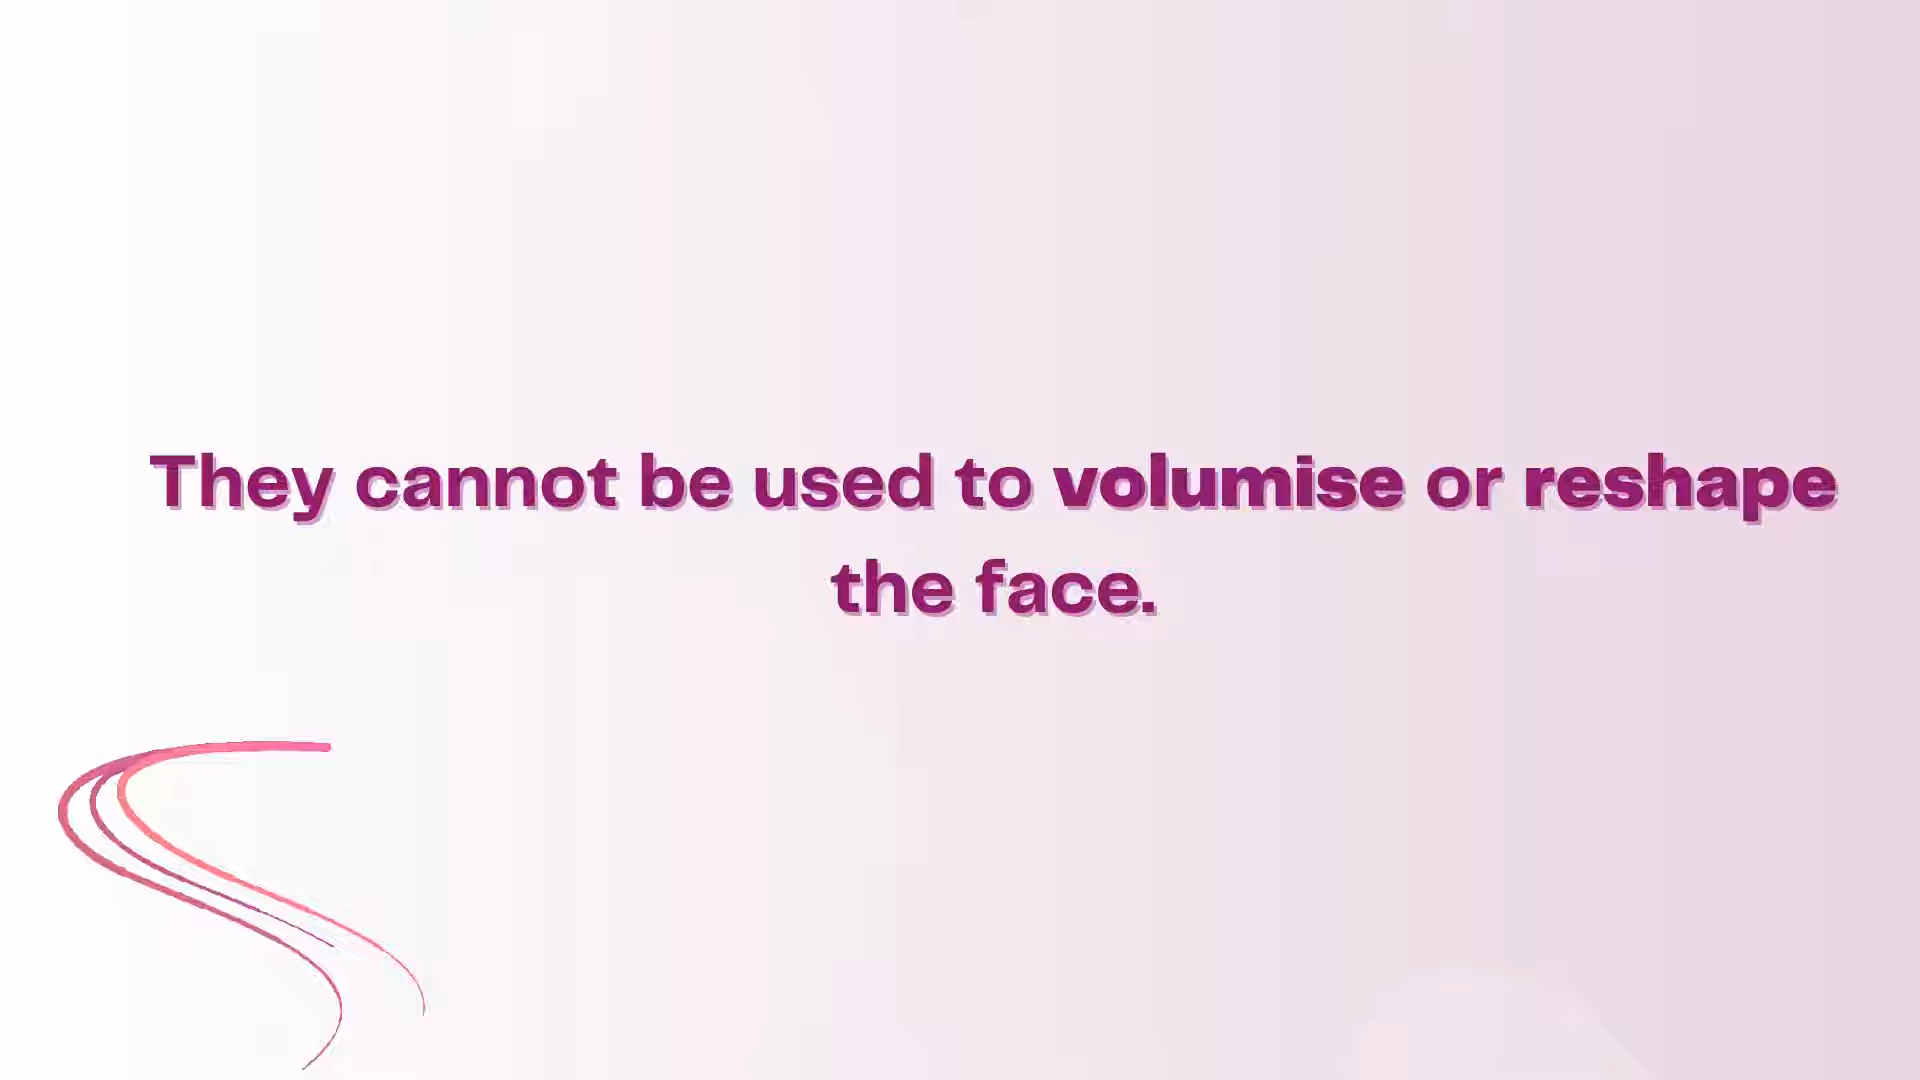 They cannot be used to volumise or reshape
the face.